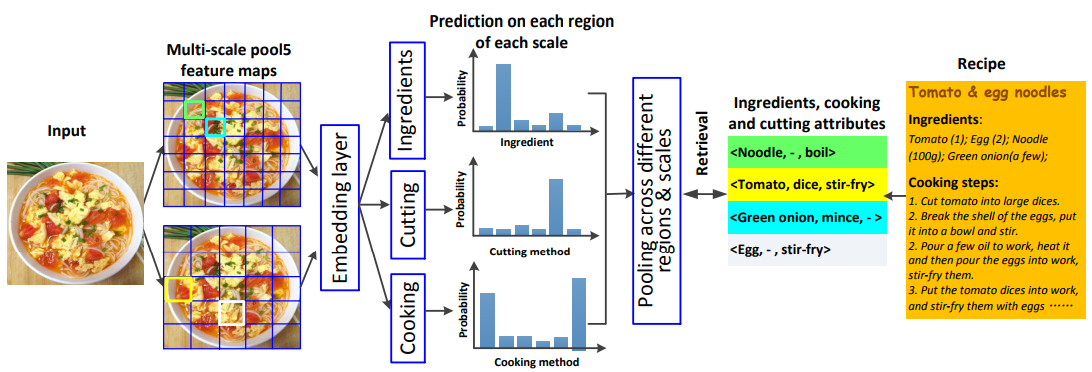 Input
Multi-scale pool5
feature maps
Embedding layer
Ingredients
Cutting
Cooking
Prediction on each region
of each scale
Probability
Ingredient
Probability
Cutting method
Probability
Cooking method
Pooling across different
regions & scales
Retrieval
Ingredients, cooking
and cutting attributes
<Noodle, - , boil>
<Tomato, dice, stir-fry>
<Green onion, mince, - >
<Egg, - , stir-fry>
Recipe
Tomato & egg noodles
Ingredients:
Tomato (1); Egg (2); Noodle
(100g); Green onion(a few);
Cooking steps:
1. Cut tomato into large dices.
2. Break the shell of the eggs, put
it into a bowl and stir.
2. Pour a few oil to work, heat it
and then pour the eggs into work,
stir-fry them.
3. Put the tomato dices into work,
and stir-fry them with eggs ……